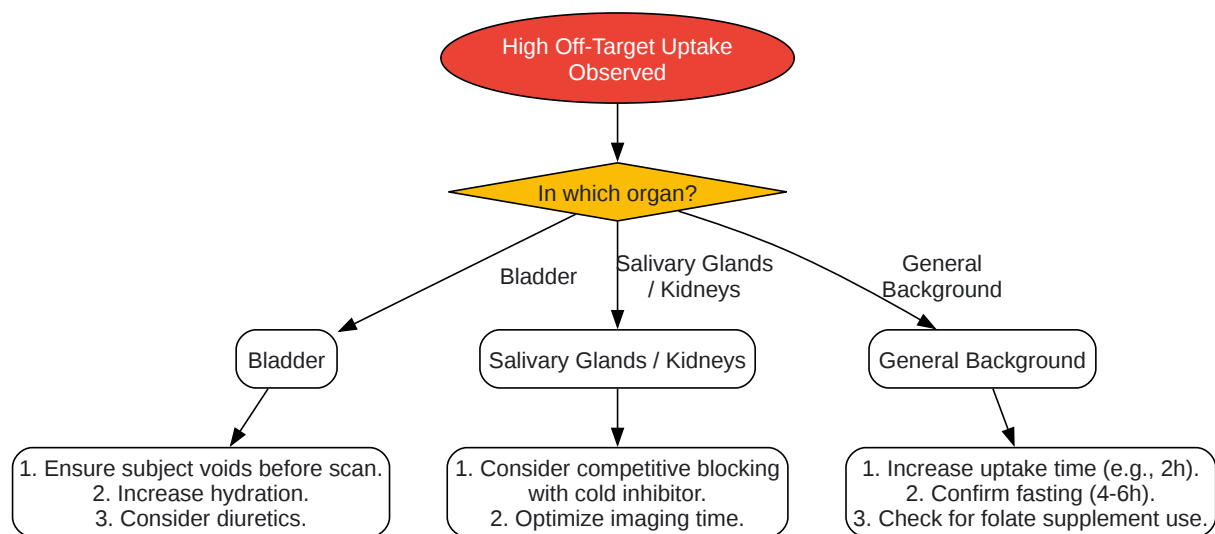 High Off-Target Uptake
Observed
In which organ?
Bladder
Salivary Glands
/ Kidneys
General
Background
Bladder
Salivary Glands / Kidneys
General Background
1. Ensure subject voids before scan.
2. Increase hydration.
3. Consider diuretics.
1. Consider competitive blocking
with cold inhibitor.
2. Optimize imaging time.
1. Increase uptake time (e.g., 2h).
2. Confirm fasting (4-6h).
3. Check for folate supplement use.